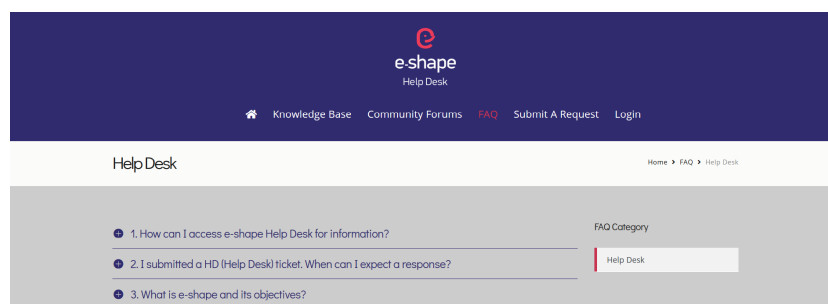 e-shape
Help Desk
Knowledge Base Community Forums FAQ Submit A Request Login
Help Desk
Home > FAQ > Help Desk
1. How can I access e-shape Help Desk for information?
2. I submitted a HD (Help Desk) ticket. When can I expect a response?
3. What is e-shape and its objectives?
FAQ Category
Help Desk